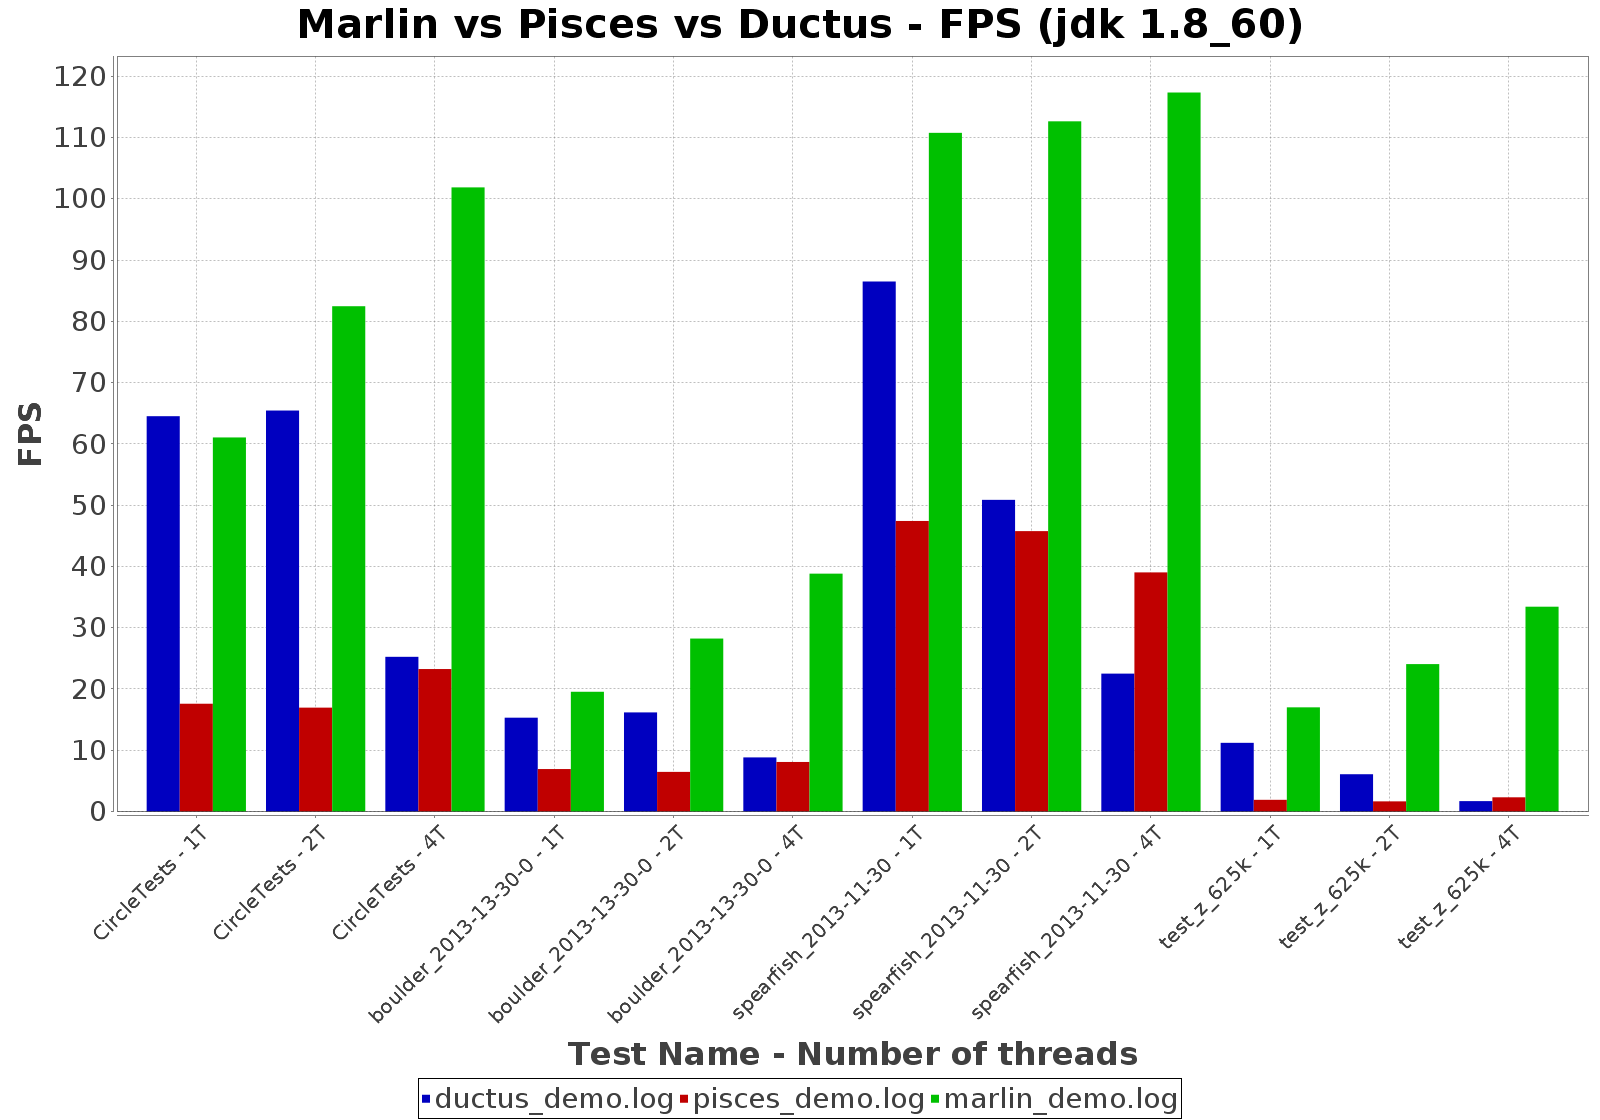 Marlin vs Pisces vs Ductus - FPS (jdk 1.8_60)
120
110
100
90
80
70
60
50
40
30
20
10
0
FPS
CircleTests - 1T
CircleTests - 2T
CircleTests - 4T
boulder_2013-13-30-0 - 1T
boulder_2013-13-30-0 - 2T
boulder_2013-13-30-0 - 4T
spearfish_2013-11-30 - 1T
spearfish_2013-11-30 - 2T
spearfish_2013-11-30 - 4T
test_z_625k - 1T
test_z_625k - 2T
test_z_625k - 4T
Test Name - Number of threads
ductus_demo.log pisces_demo.log marlin_demo.log